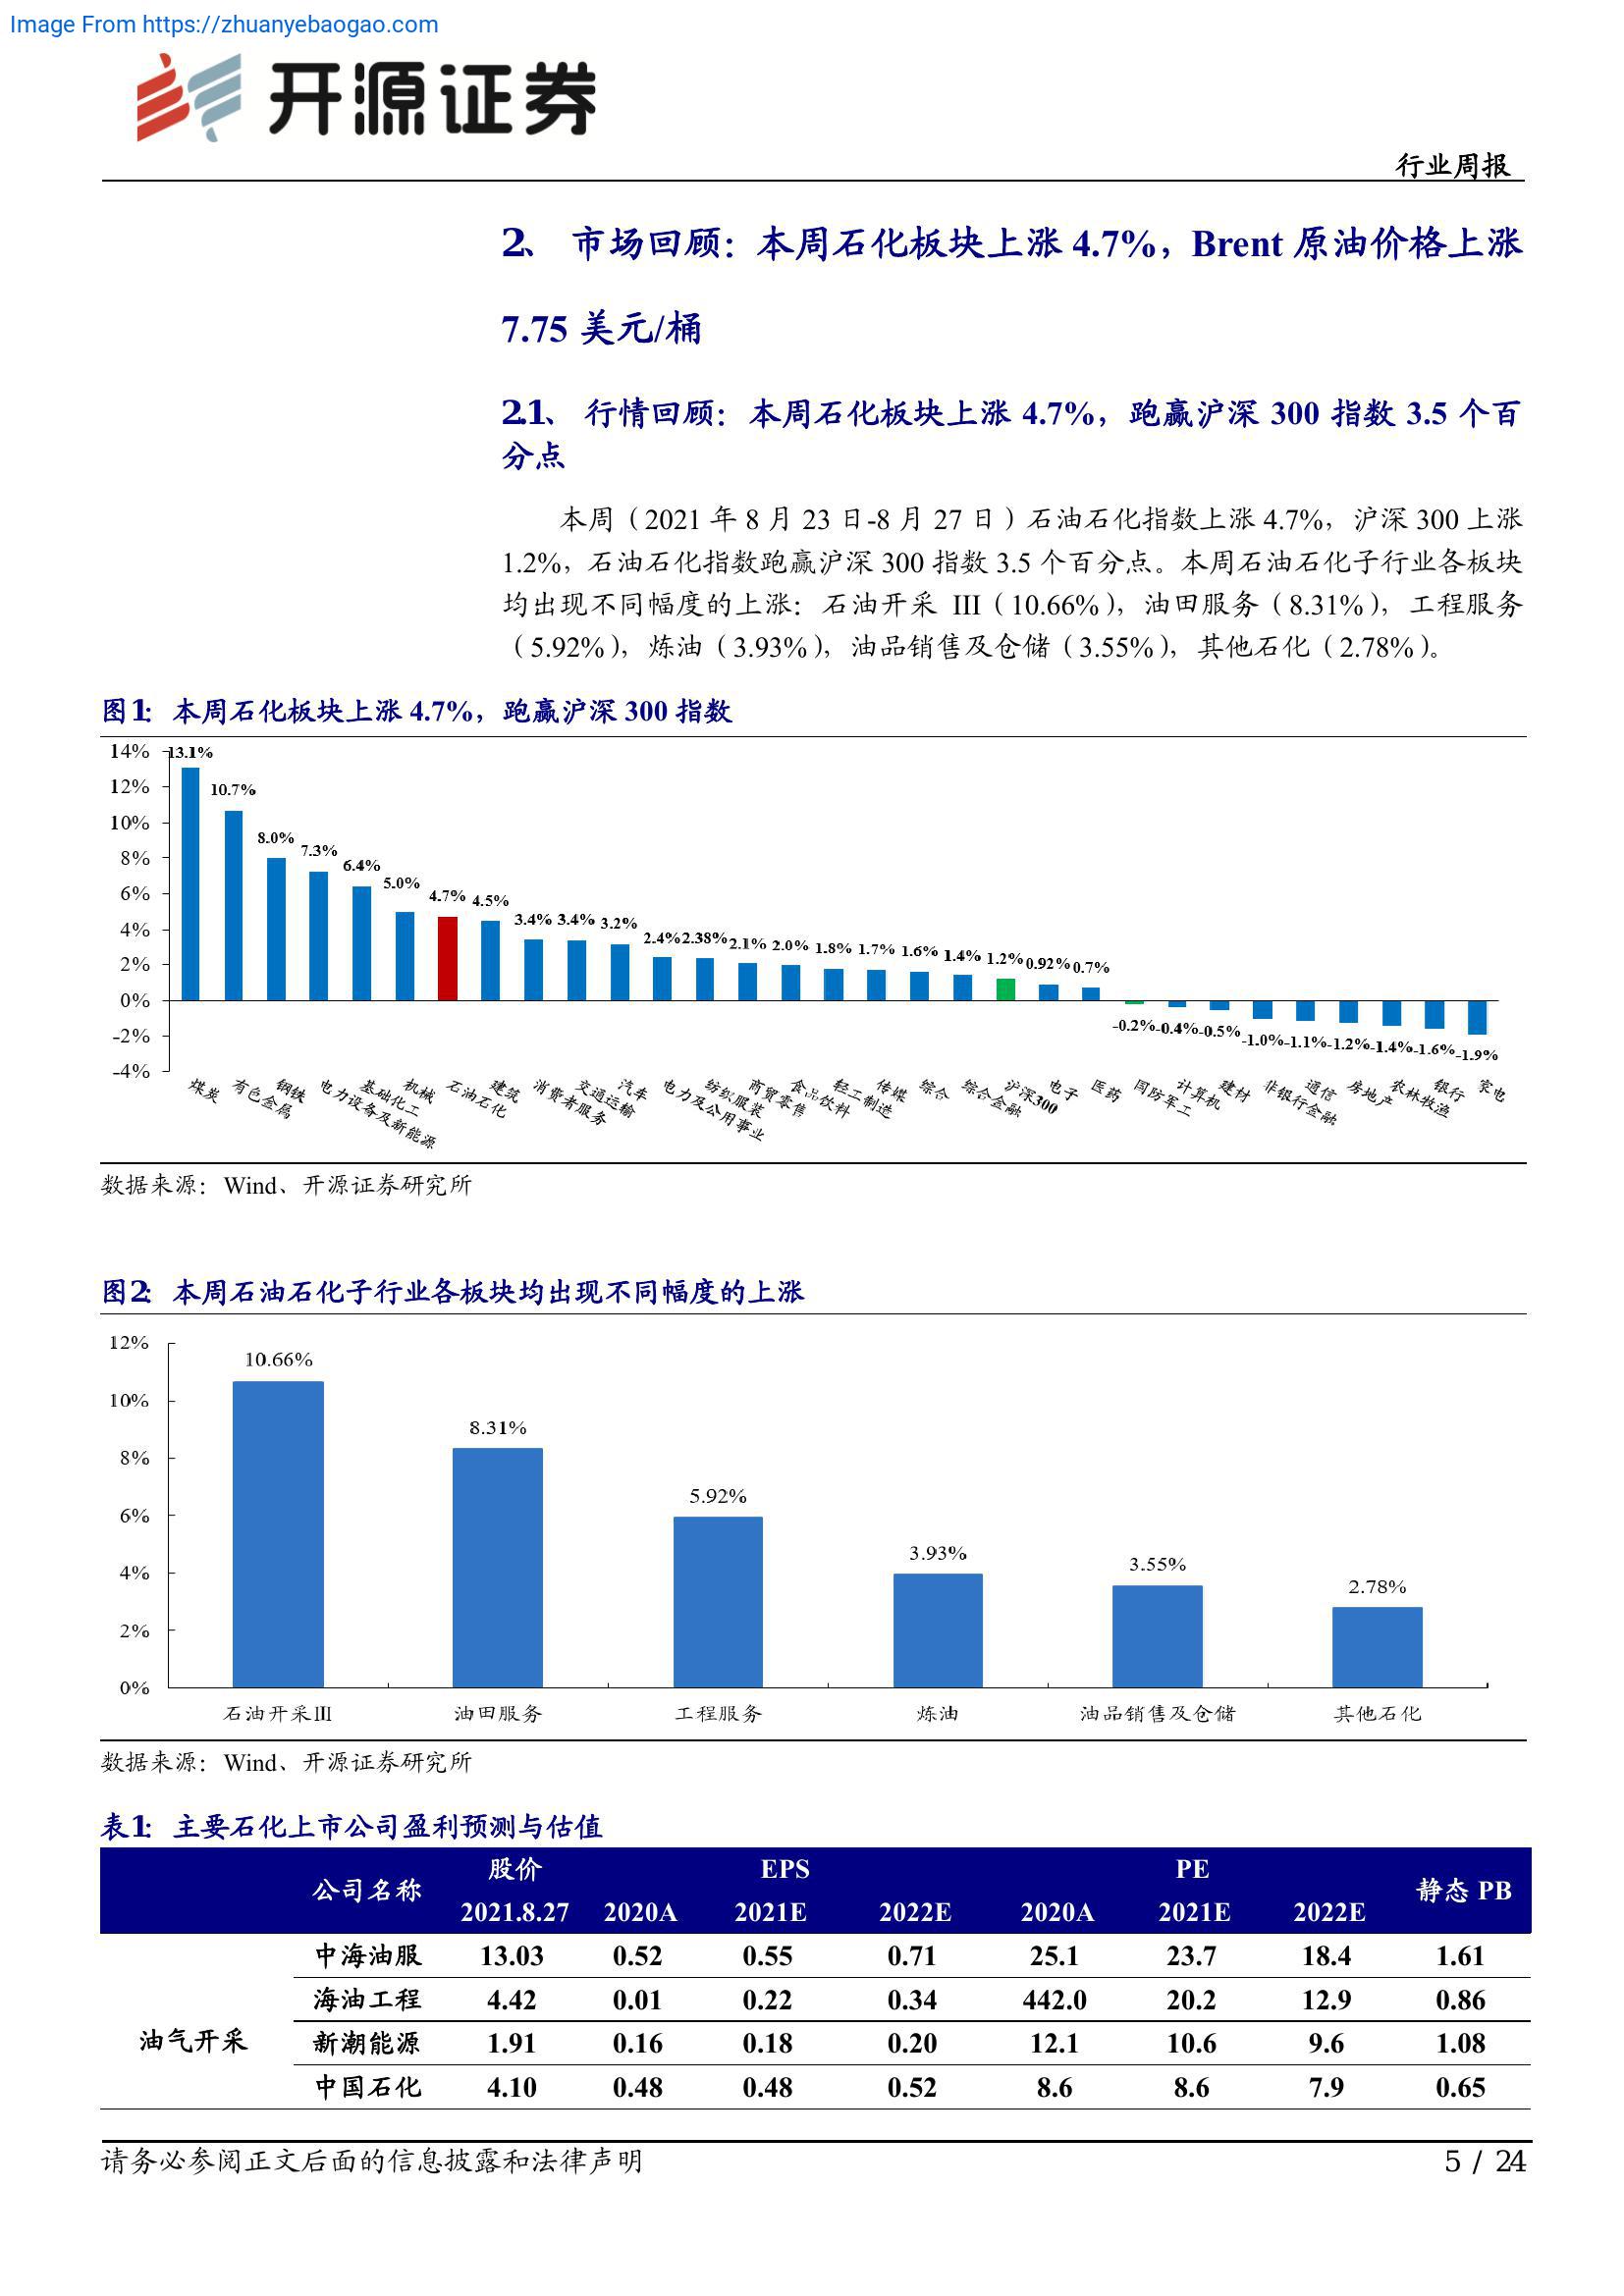 Image From https://zhuanyebaogao.com
开源证券
行业周报
2、 市场回顾：本周石化板块上涨 4.7%，Brent 原油价格上涨
7.75 美元/桶
2.1、 行情回顾：本周石化板块上涨 4.7%，跑赢沪深 300 指数 3.5 个百
分点
本周（2021 年 8 月 23 日-8 月 27 日）石油石化指数上涨 4.7%，沪深 300 上涨
1.2%，石油石化指数跑赢沪深 300 指数 3.5 个百分点。本周石油石化子行业各板块
均出现不同幅度的上涨：石油开采 III（10.66%），油田服务（8.31%），工程服务
（5.92%），炼油（3.93%），油品销售及仓储（3.55%），其他石化（2.78%）。
图1： 本周石化板块上涨 4.7%，跑赢沪深 300 指数
14%
12%
10%
8%
6%
4%
2%
0%
-2%
-4%
13.1% 10.7% 8.0% 7.3% 6.4% 5.0% 4.7% 4.5% 3.4% 3.4% 3.2% 2.4% 2.38% 2.1% 2.0% 1.8% 1.7% 1.6% 1.4% 1.2% 0.92% 0.7% -0.2% -0.4% -0.5% -1.0% -1.1% -1.2% -1.4% -1.6% -1.9%
煤炭 有色金属 钢铁 电力设备及新能源 基础化工 机械 石油石化 建筑 消费者服务 交通运输 汽车 电力及公用事业 纺织服装 商贸零售 食品饮料 轻工制造 传媒 综合 综合金融 沪深300 电子 医药 国防军工 计算机 建材 非银行金融 通信 房地产 农林牧渔 银行 家电
数据来源：Wind、开源证券研究所
图2： 本周石油石化子行业各板块均出现不同幅度的上涨
12%
10%
8%
6%
4%
2%
0%
10.66% 8.31% 5.92% 3.93% 3.55% 2.78%
石油开采III 油田服务 工程服务 炼油 油品销售及仓储 其他石化
数据来源：Wind、开源证券研究所
表1： 主要石化上市公司盈利预测与估值
公司名称 股价 EPS PE 静态 PB
2021.8.27 2020A 2021E 2022E 2020A 2021E 2022E
油气开采
中海油服 13.03 0.52 0.55 0.71 25.1 23.7 18.4 1.61
海油工程 4.42 0.01 0.22 0.34 442.0 20.2 12.9 0.86
新潮能源 1.91 0.16 0.18 0.20 12.1 10.6 9.6 1.08
中国石化 4.10 0.48 0.48 0.52 8.6 8.6 7.9 0.65
请务必参阅正文后面的信息披露和法律声明
5 / 24